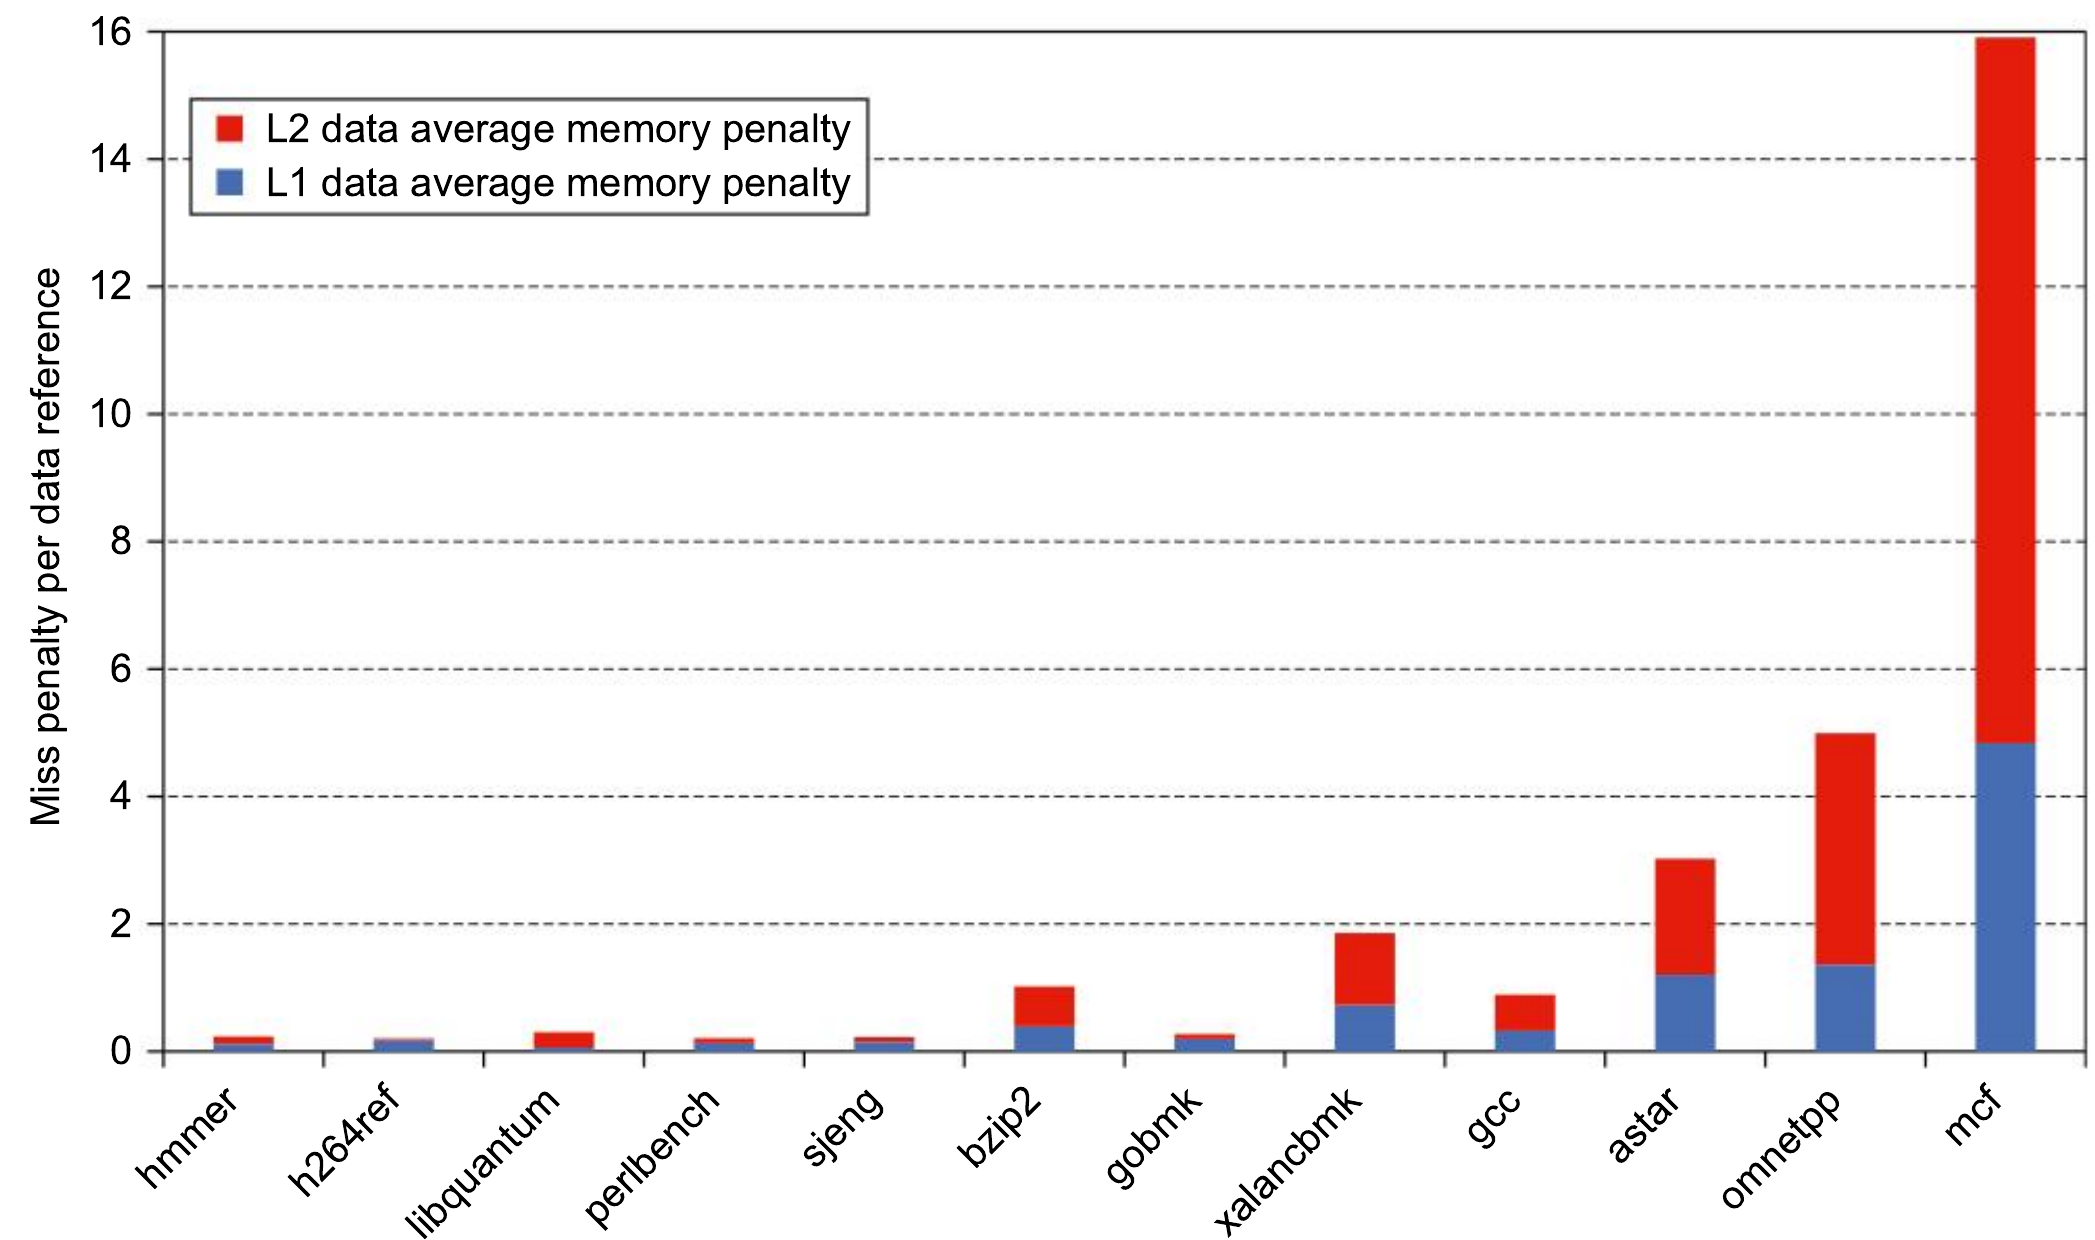 16
14
12
10
8
6
4
2
0
Miss penalty per data reference
L2 data average memory penalty
L1 data average memory penalty
hmmer
h264ref
libquantum
perlbench
sjeng
bzip2
gobmk
xalancbmk
gcc
astar
omnetpp
mcf